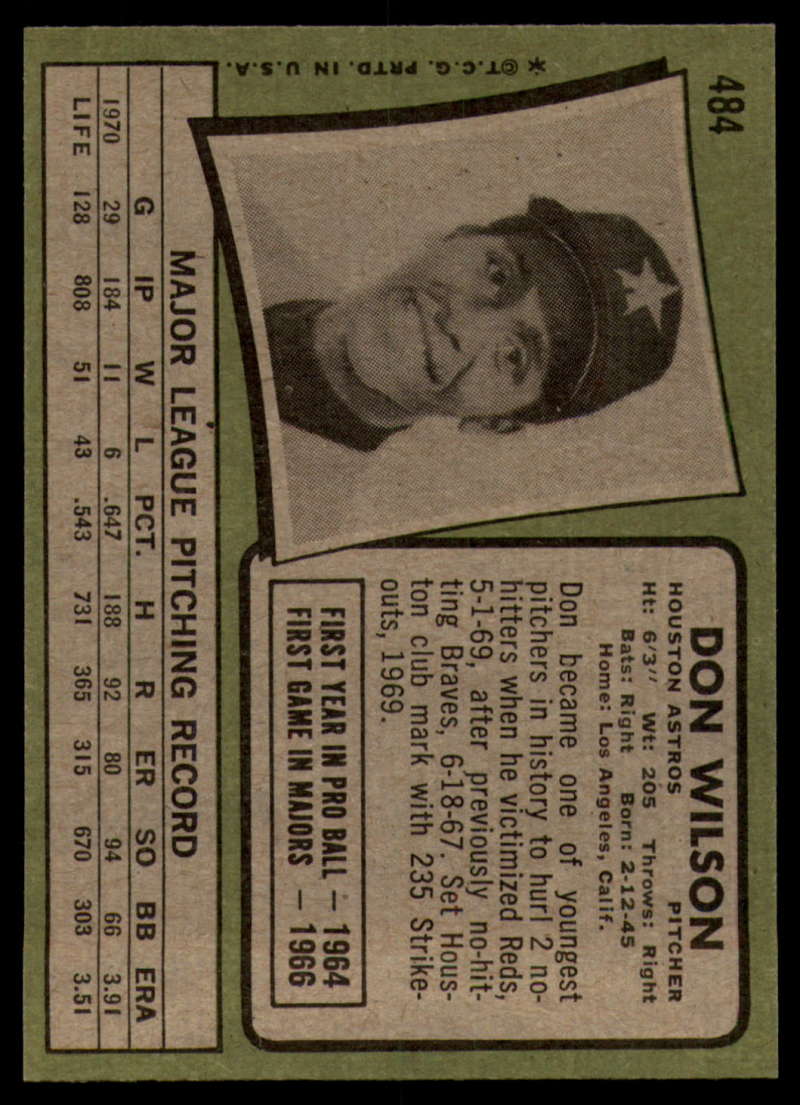 484
DON WILSON
HOUSTON ASTROS PITCHER
Ht: 6'3" Wt: 205 Throws: Right
Bats: Right Born: 2-12-45
Home: Los Angeles, Calif.
Don became one of youngest
pitchers in history to hurl 2 no-
hitters when he victimized Reds,
5-1-69, after previously no-hit-
ting Braves, 6-18-67. Set Hous-
ton club mark with 235 Strike-
outs, 1969.
FIRST YEAR IN PRO BALL — 1964
FIRST GAME IN MAJORS — 1966
MAJOR LEAGUE PITCHING RECORD
G IP W L PCT. H R ER SO BB ERA
1970 29 184 11 6 .647 188 92 80 94 66 3.91
LIFE 128 808 51 43 .543 731 365 315 670 303 3.51
* © T.C.G. PRTD. IN U.S.A.